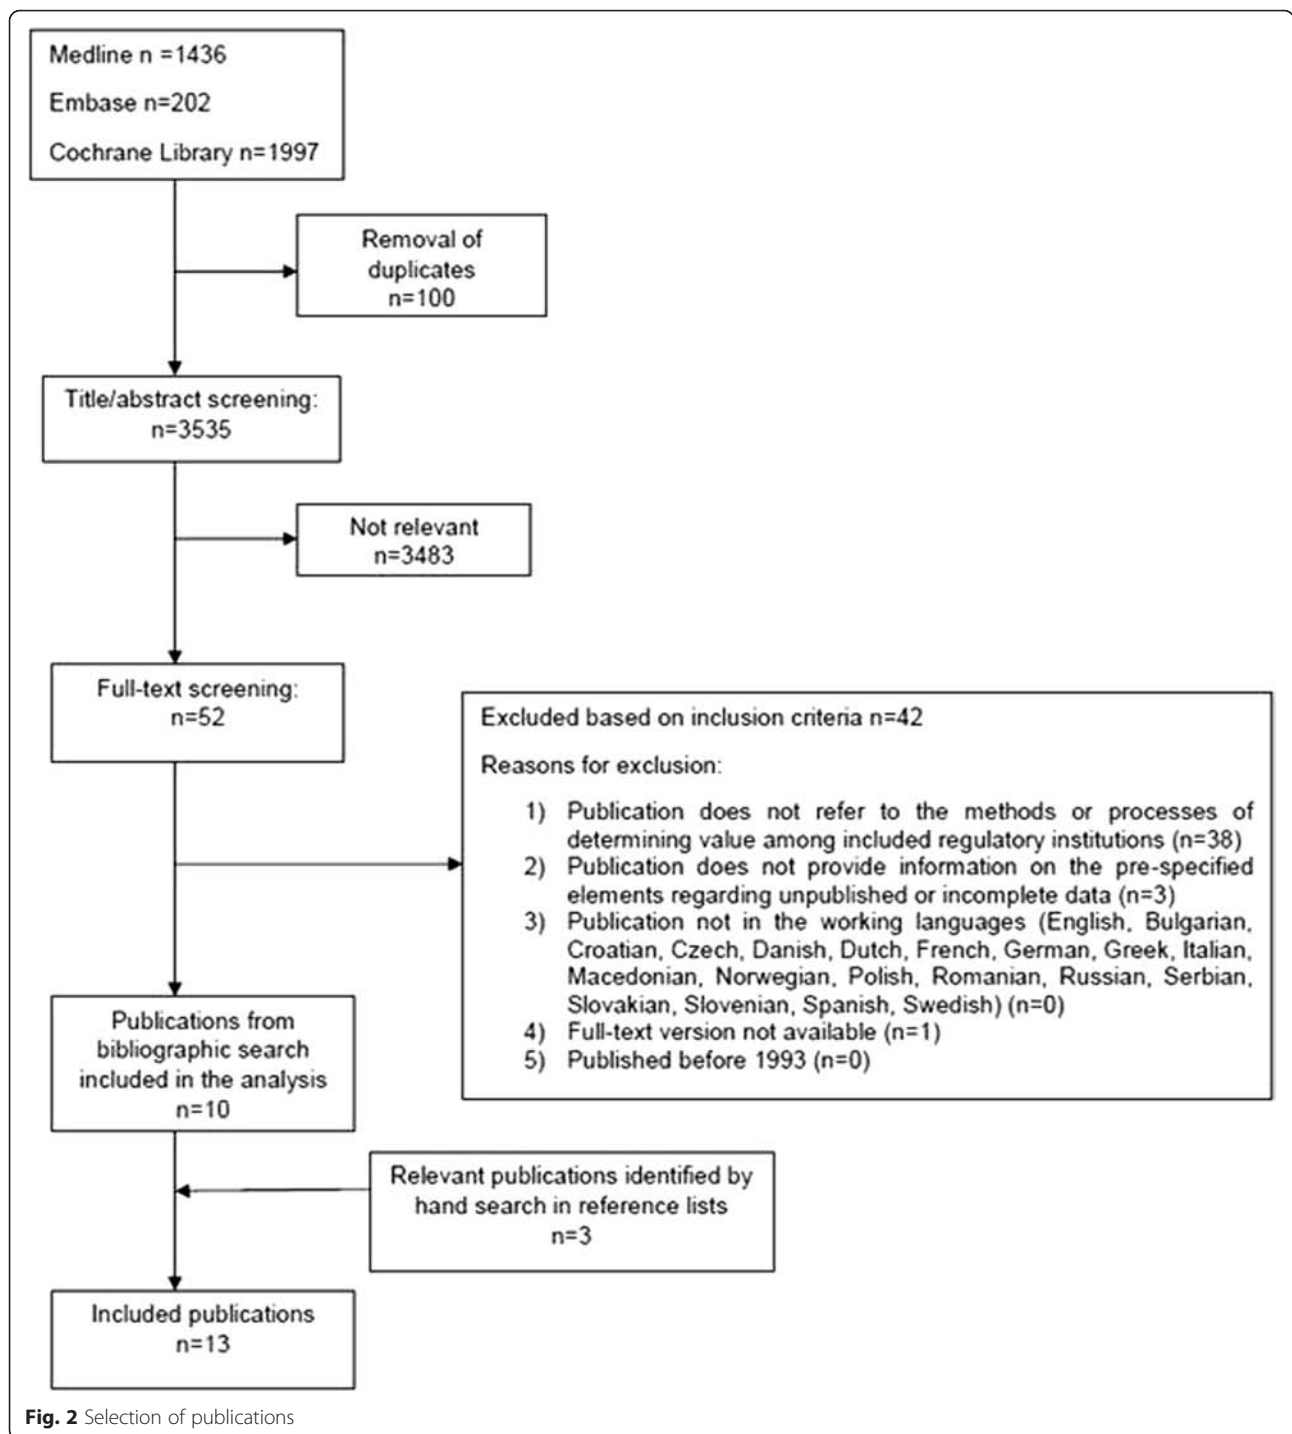 Medline n =1436
Embase n=202
Cochrane Library n=1997
Removal of
duplicates
n=100
Title/abstract screening:
n=3535
Not relevant
n=3483
Full-text screening:
n=52
Excluded based on inclusion criteria n=42
Reasons for exclusion:
1) Publication does not refer to the methods or processes of
determining value among included regulatory institutions (n=38)
2) Publication does not provide information on the pre-specified
elements regarding unpublished or incomplete data (n=3)
3) Publication not in the working languages (English, Bulgarian,
Croatian, Czech, Danish, Dutch, French, German, Greek, Italian,
Macedonian, Norwegian, Polish, Romanian, Russian, Serbian,
Slovakian, Slovenian, Spanish, Swedish) (n=0)
4) Full-text version not available (n=1)
5) Published before 1993 (n=0)
Publications from
bibliographic search
included in the analysis
n=10
Relevant publications identified by
hand search in reference lists
n=3
Included publications
n=13
Fig. 2 Selection of publications